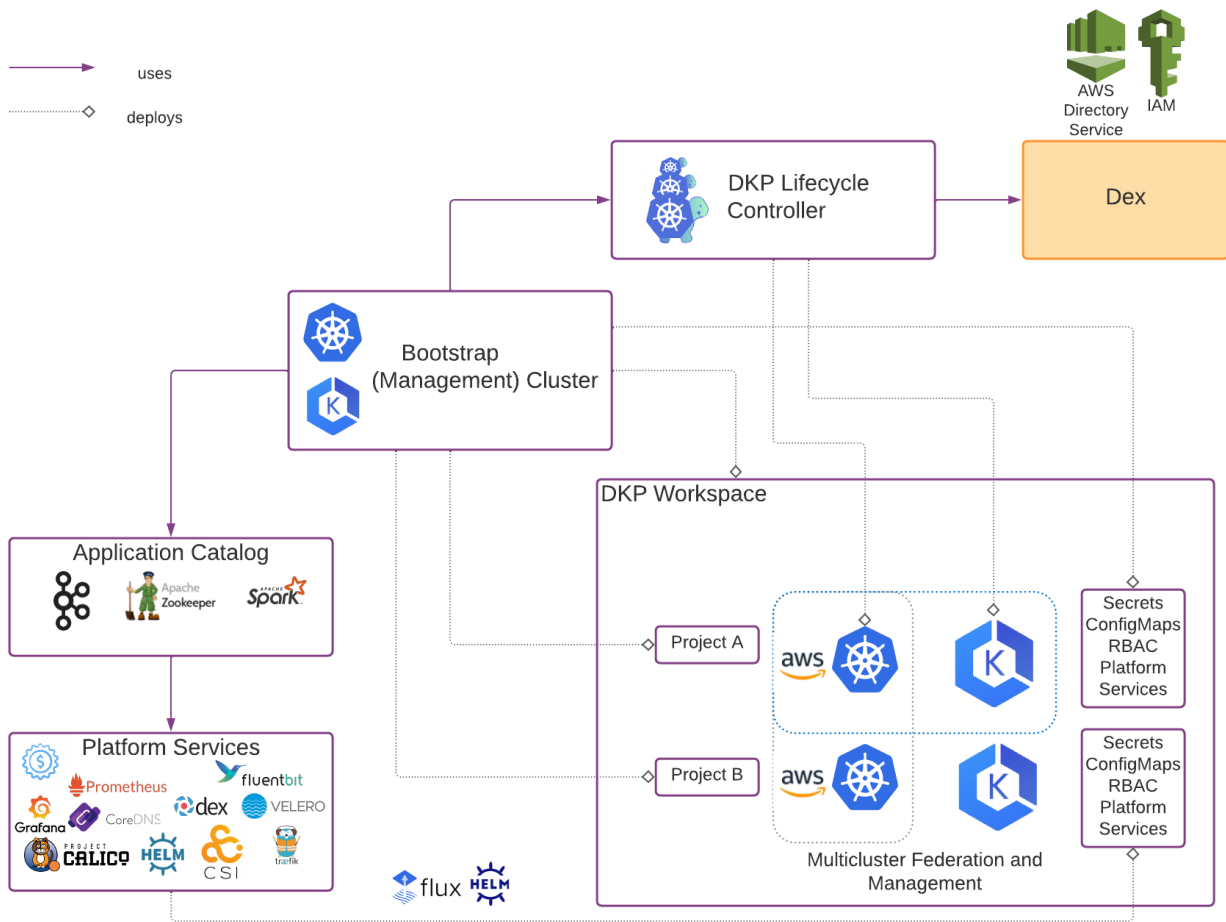 uses
deploys
AWS
Directory
Service
IAM
DKP Lifecycle
Controller
Dex
Bootstrap
(Management) Cluster
K
Application Catalog
Apache
Zookeeper
APACHE
Spark
DKP Workspace
Project A
aws
K
Secrets
ConfigMaps
RBAC
Platform
Services
Project B
aws
K
Secrets
ConfigMaps
RBAC
Platform
Services
Multicluster Federation and
Management
Platform Services
$
Prometheus
fluentbit
Grafana
CoreDNS
dex
VELERO
PROJECT
CALICO
HELM
CSI
træfik
flux
HELM